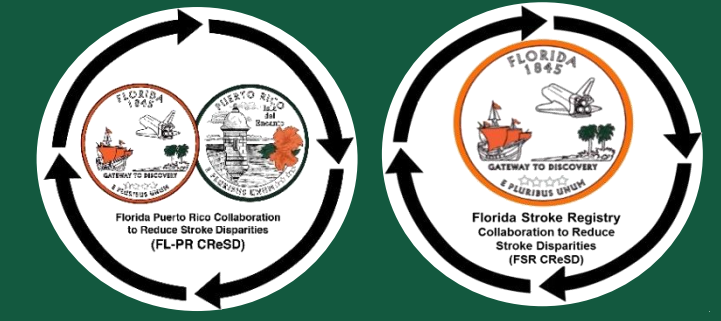 FLORIDA
1845
GATEWAY TO DISCOVERY
E PLURIBUS UNUM
PUERTO RICO
Isla
del
Encanto
E PLURIBUS UNUM
Florida Puerto Rico Collaboration
to Reduce Stroke Disparities
(FL-PR CReSD)
FLORIDA
1845
GATEWAY TO DISCOVERY
E PLURIBUS UNUM
Florida Stroke Registry
Collaboration to Reduce
Stroke Disparities
(FSR CReSD)